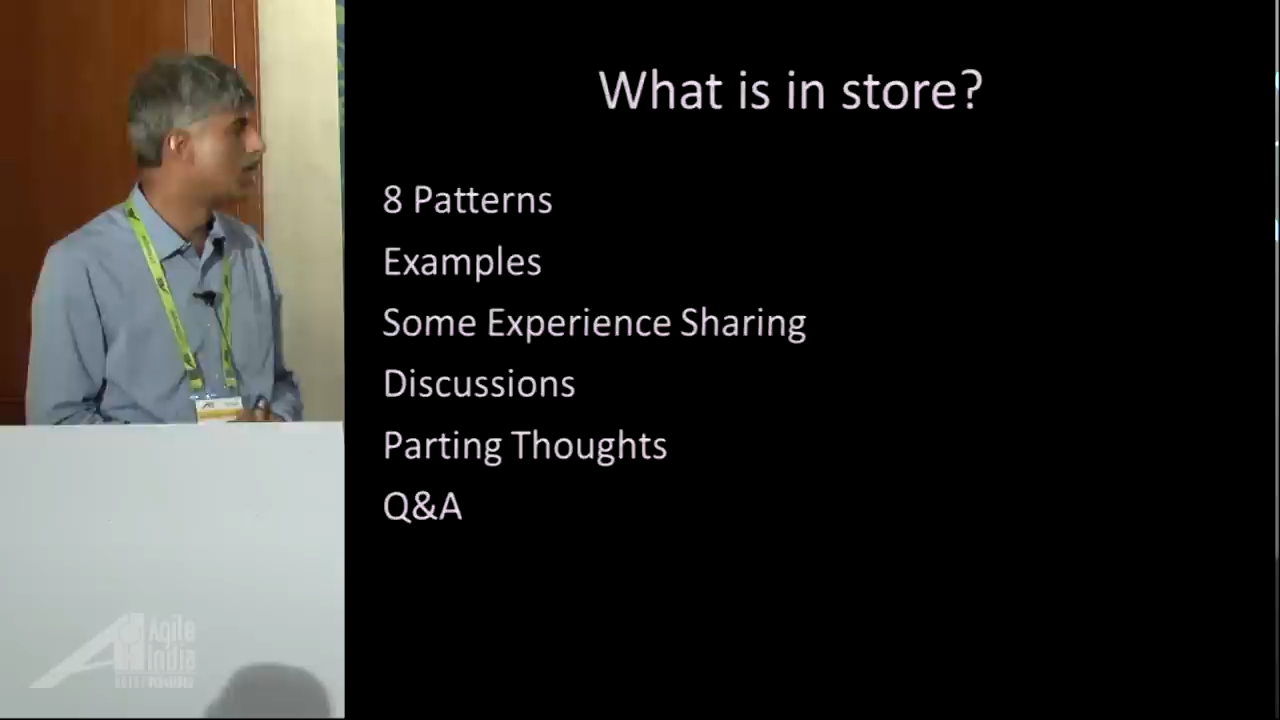 What is in store?
8 Patterns
Examples
Some Experience Sharing
Discussions
Parting Thoughts
Q&A
Agile
India